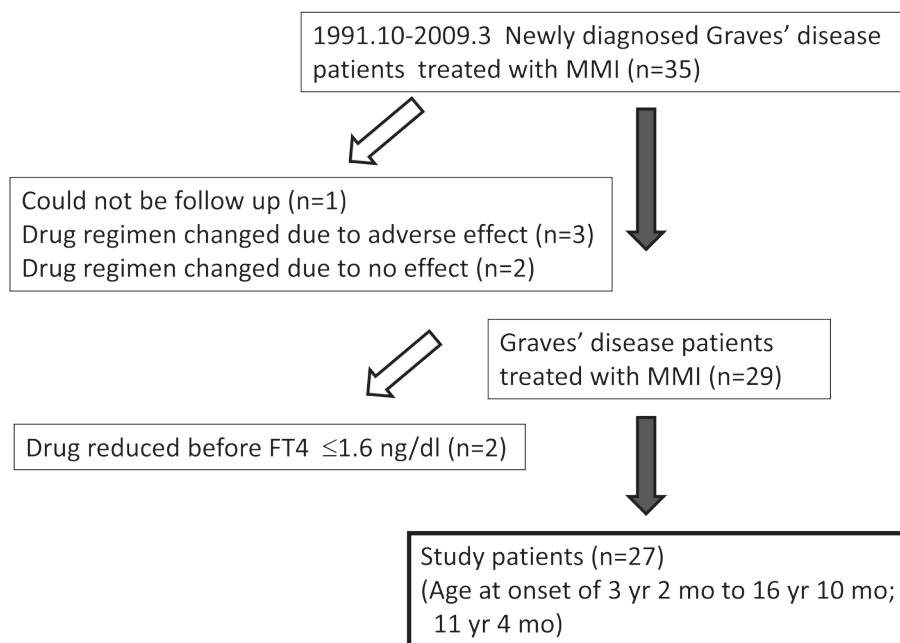 1991.10-2009.3 Newly diagnosed Graves’ disease
patients treated with MMI (n=35)
Could not be follow up (n=1)
Drug regimen changed due to adverse effect (n=3)
Drug regimen changed due to no effect (n=2)
Graves’ disease patients
treated with MMI (n=29)
Drug reduced before FT4 ≤1.6 ng/dl (n=2)
Study patients (n=27)
(Age at onset of 3 yr 2 mo to 16 yr 10 mo;
11 yr 4 mo)